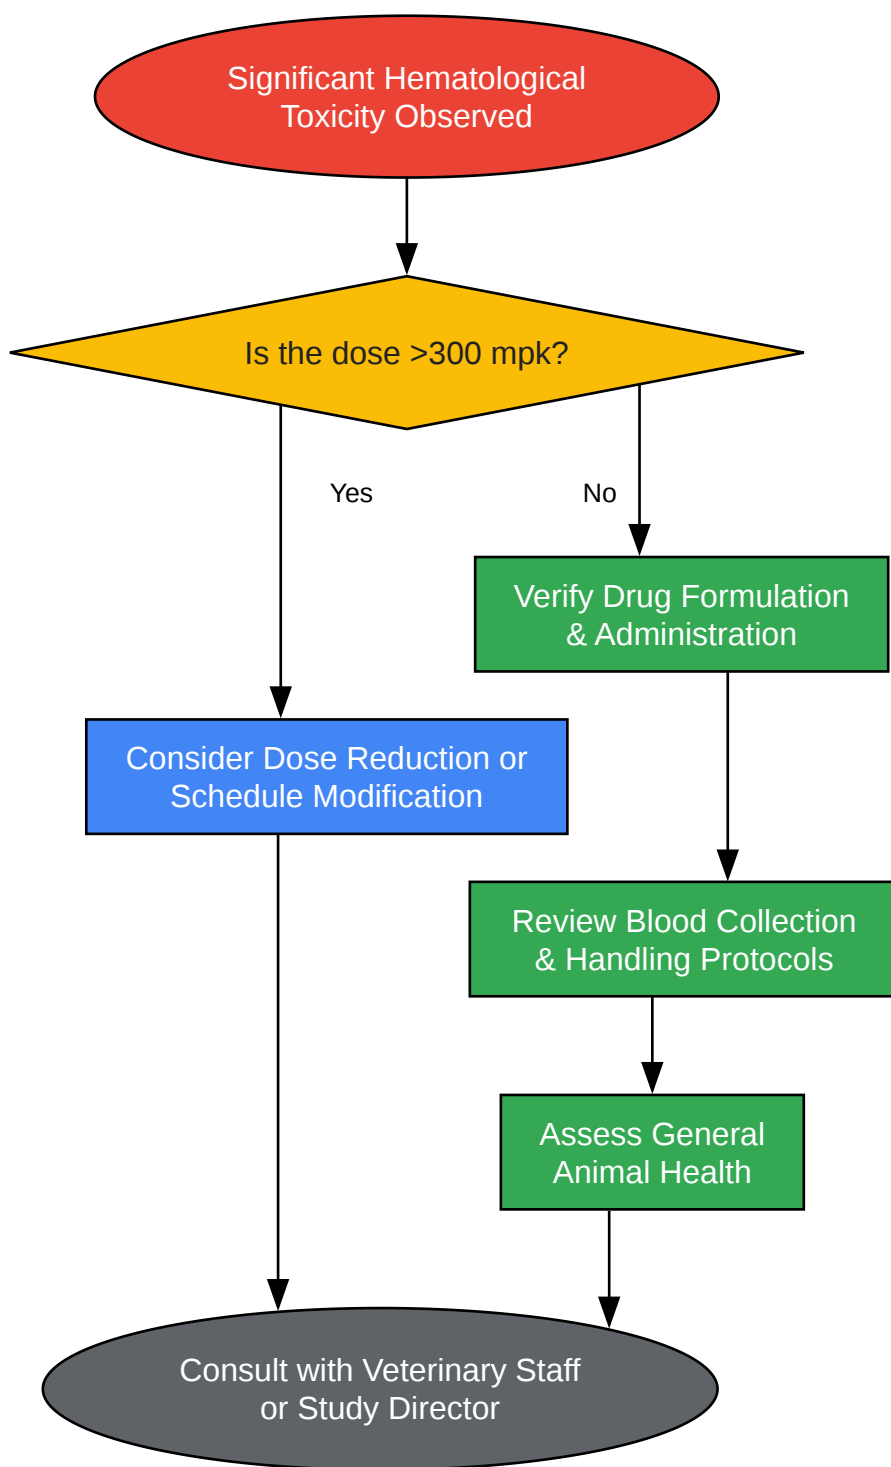 Significant Hematological
Toxicity Observed
Is the dose >300 mpk?
Yes
No
Verify Drug Formulation
& Administration
Consider Dose Reduction or
Schedule Modification
Review Blood Collection
& Handling Protocols
Assess General
Animal Health
Consult with Veterinary Staff
or Study Director